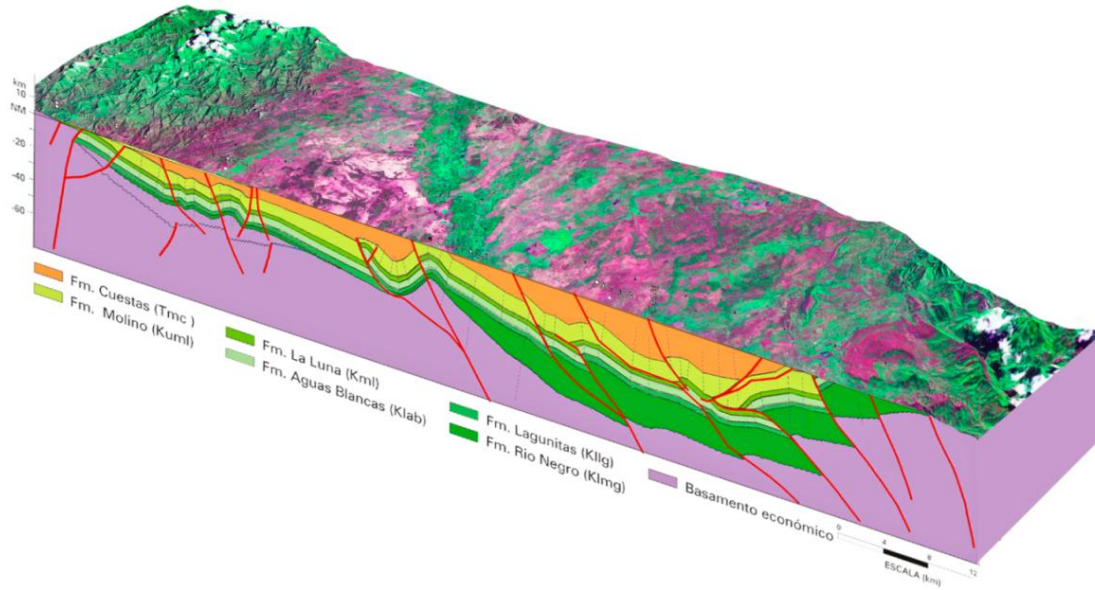 km
10
NM
-20
-40
-60
Fm. Cuestas (Tmc )
Fm. Molino (Kuml)
Fm. La Luna (Kml)
Fm. Aguas Blancas (Klab)
Fm. Lagunitas (Kllg)
Fm. Rio Negro (Klmg)
Basamento económico
0
4
8
12
ESCALA (km)